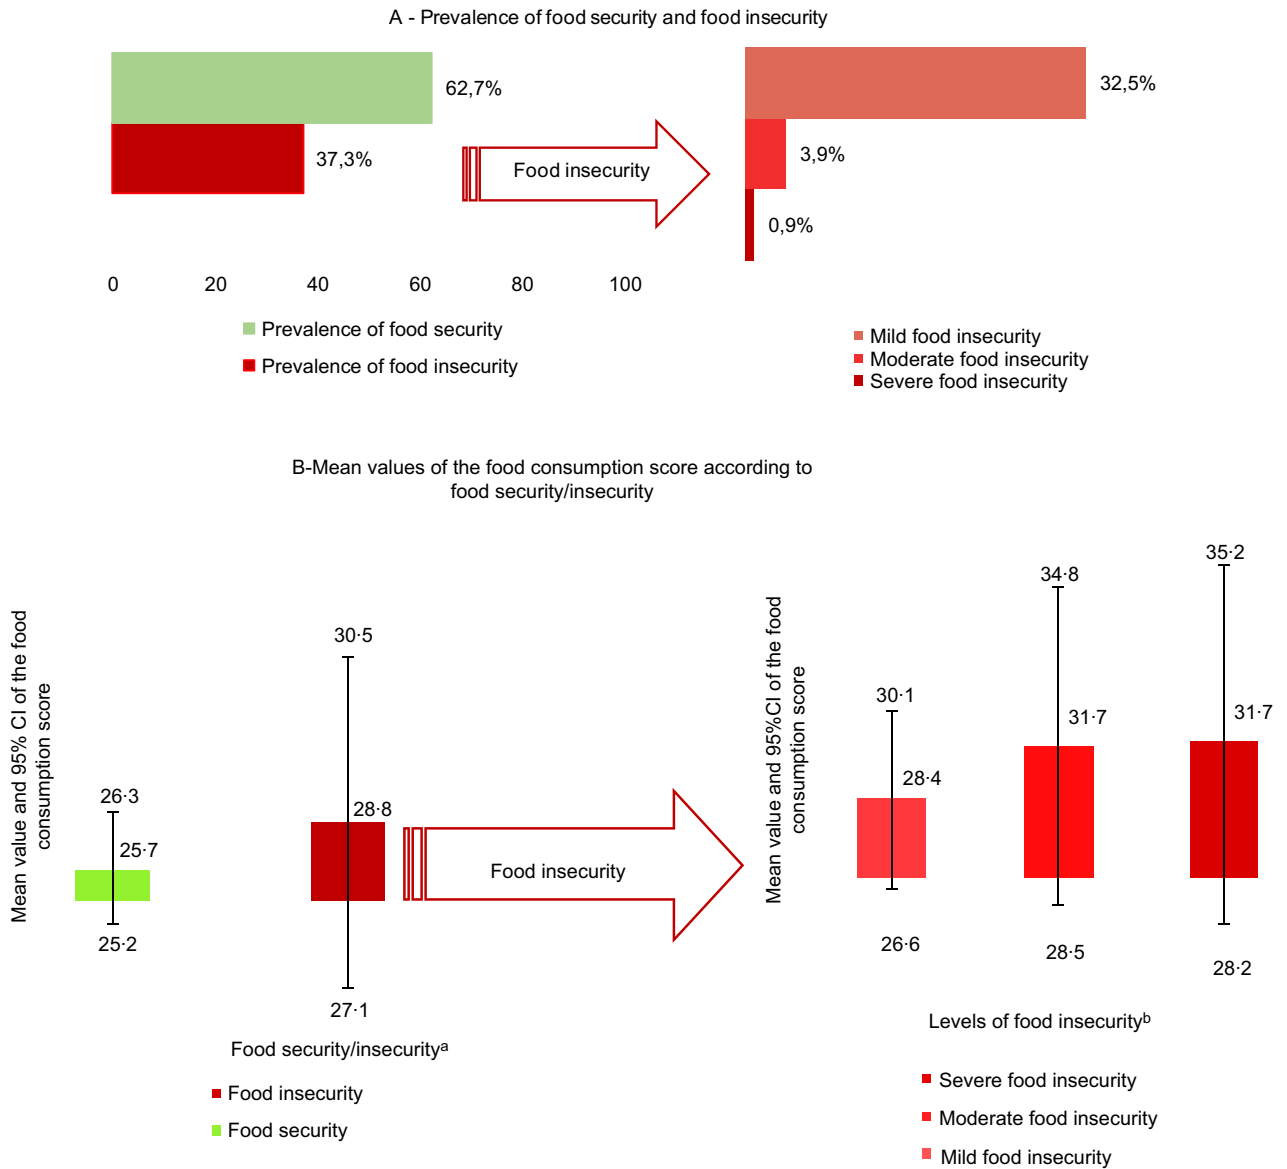 A - Prevalence of food security and food insecurity
62,7%
37,3%
Food insecurity
32,5%
3,9%
0,9%
0 20 40 60 80 100
Prevalence of food security
Prevalence of food insecurity
Mild food insecurity
Moderate food insecurity
Severe food insecurity
B-Mean values of the food consumption score according to
food security/insecurity
Mean value and 95% CI of the food
consumption score
26·3
25·7
25·2
30·5
28·8
27·1
Food security/insecurityᵃ
Food insecurity
Food security
Food insecurity
Mean value and 95%CI of the food
consumption score
30·1
28·4
26·6
34·8
31·7
28·5
35·2
31·7
28·2
Levels of food insecurityᵇ
Severe food insecurity
Moderate food insecurity
Mild food insecurity